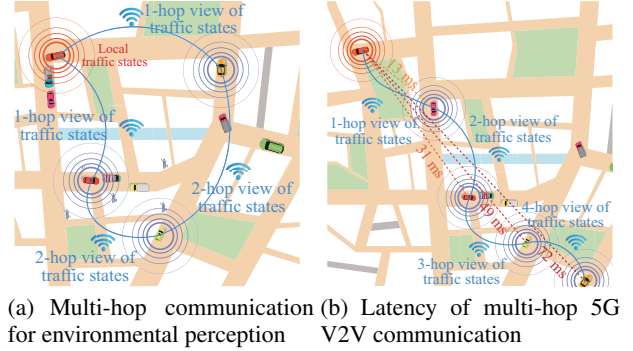 1-hop view of
traffic states
Local
traffic states
1-hop view of
traffic states
2-hop view of
traffic states
2-hop view of
traffic states
(a) Multi-hop communication
for environmental perception
13 ms
1-hop view of
traffic states
2-hop view of
traffic states
31 ms
49 ms
4-hop view of
traffic states
3-hop view of
traffic states
72 ms
(b) Latency of multi-hop 5G
V2V communication